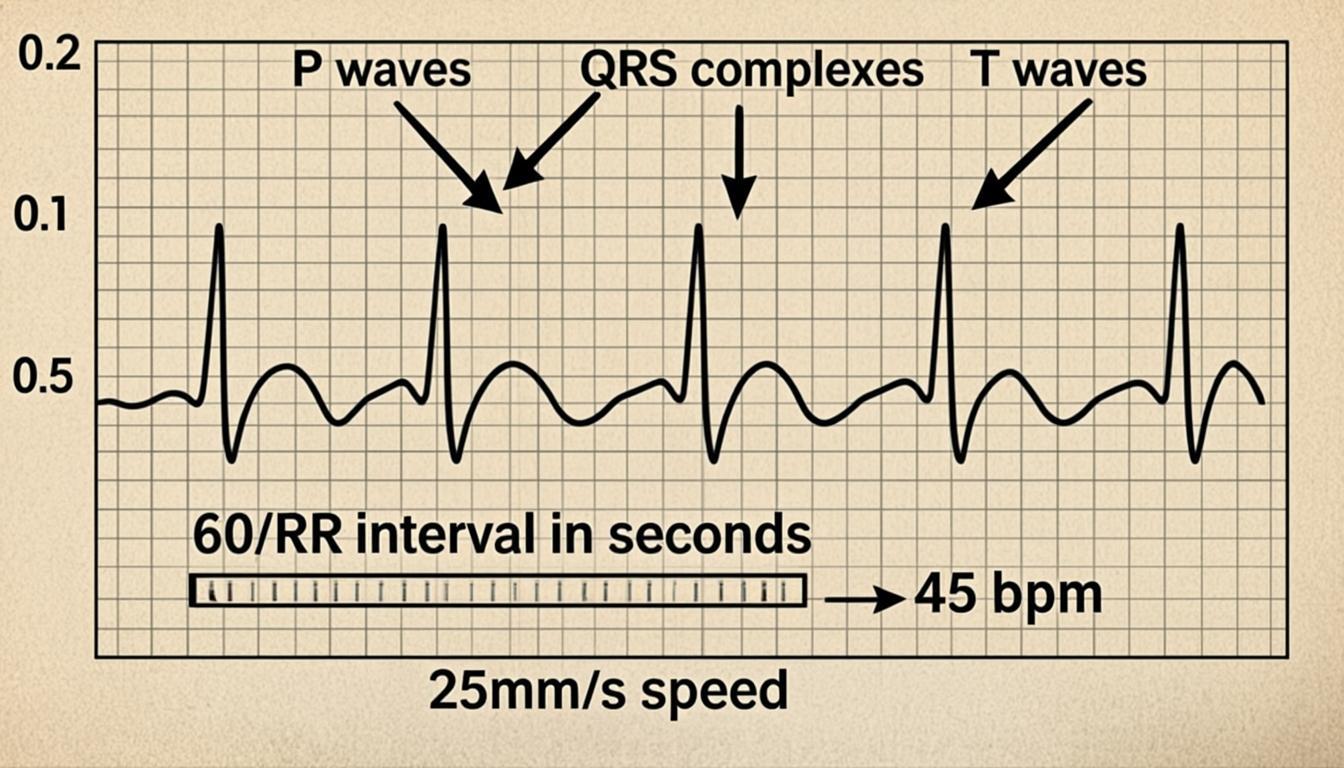 0.2
P waves QRS complexes T waves
0.1
0.5
60/RR interval in seconds
45 bpm
25mm/s speed